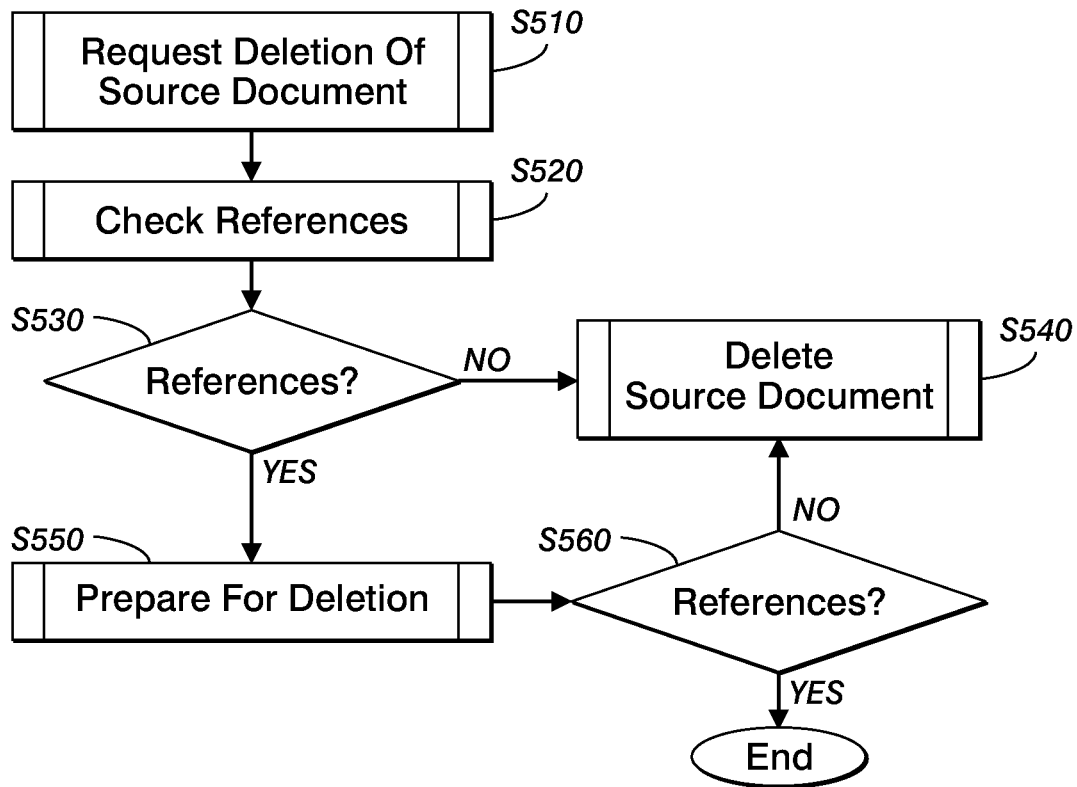 S510
Request Deletion Of
Source Document
S520
Check References
S530
References?
NO
YES
S540
Delete
Source Document
S550
Prepare For Deletion
S560
References?
NO
YES
End